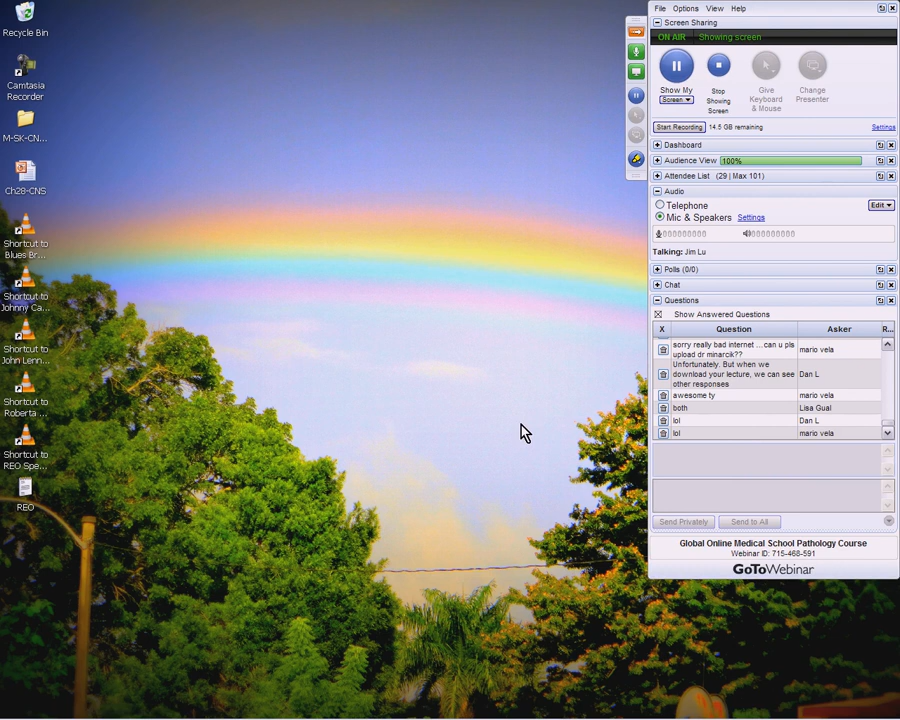 Recycle Bin
Camtasia
Recorder
M-SK-CN...
Ch28-CNS
Shortcut to
Blues Br...
Shortcut to
Johnny Ca...
Shortcut to
John Lenn...
Shortcut to
Roberta ...
Shortcut to
REO Spe...
REO
File Options View Help
Screen Sharing
ON AIR Showing screen
Show My
Screen
Stop
Showing
Screen
Give
Keyboard
& Mouse
Change
Presenter
Start Recording 14.5 GB remaining Settings
Dashboard
Audience View 100%
Attendee List (29 | Max 101)
Audio
Telephone Edit
Mic & Speakers Settings
Talking: Jim Lu
Polls (0/0)
Chat
Questions
Show Answered Questions
X Question Asker R...
sorry really bad internet ...can u pls
upload dr minarcik?? mario vela
Unfortunately. But when we
download your lecture, we can see Dan L
other responses
awesome ty mario vela
both Lisa Gual
lol Dan L
lol mario vela
Send Privately Send to All
Global Online Medical School Pathology Course
Webinar ID: 715-468-591
GoToWebinar